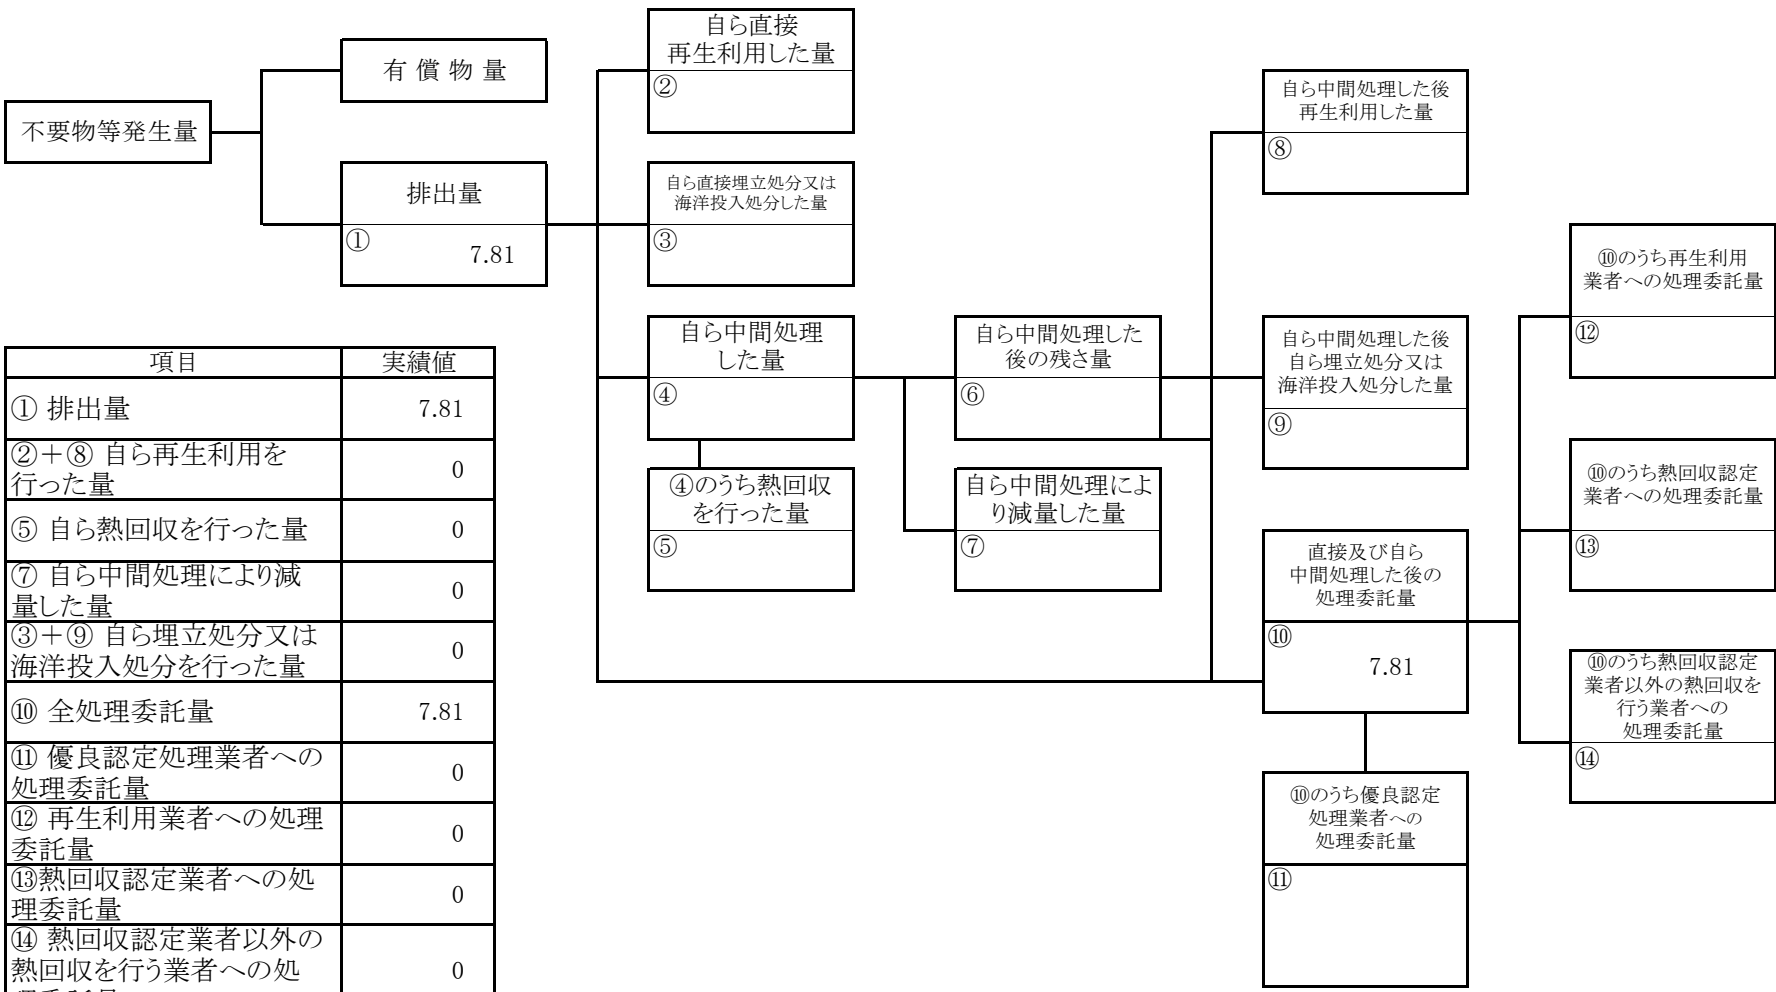 不要物等発生量
有 償 物 量
排出量
①
7.81
自ら直接
再生利用した量
②
自ら直接埋立処分又は
海洋投入処分した量
③
自ら中間処理
した量
④
④のうち熱回収
を行った量
⑤
自ら中間処理した
後の残さ量
⑥
自ら中間処理によ
り減量した量
⑦
自ら中間処理した後
再生利用した量
⑧
自ら中間処理した後
自ら埋立処分又は
海洋投入処分した量
⑨
直接及び自ら
中間処理した後の
処理委託量
⑩
7.81
⑩のうち優良認定
処理業者への
処理委託量
⑪
⑩のうち再生利用
業者への処理委託量
⑫
⑩のうち熱回収認定
業者への処理委託量
⑬
⑩のうち熱回収認定
業者以外の熱回収を
行う業者への
処理委託量
⑭
項目 実績値
① 排出量 7.81
②＋⑧ 自ら再生利用を
行った量 0
⑤ 自ら熱回収を行った量 0
⑦ 自ら中間処理により減
量した量 0
③＋⑨ 自ら埋立処分又は
海洋投入処分を行った量 0
⑩ 全処理委託量 7.81
⑪ 優良認定処理業者への
処理委託量 0
⑫ 再生利用業者への処理
委託量 0
⑬熱回収認定業者への処
理委託量 0
⑭ 熱回収認定業者以外の
熱回収を行う業者への処 0